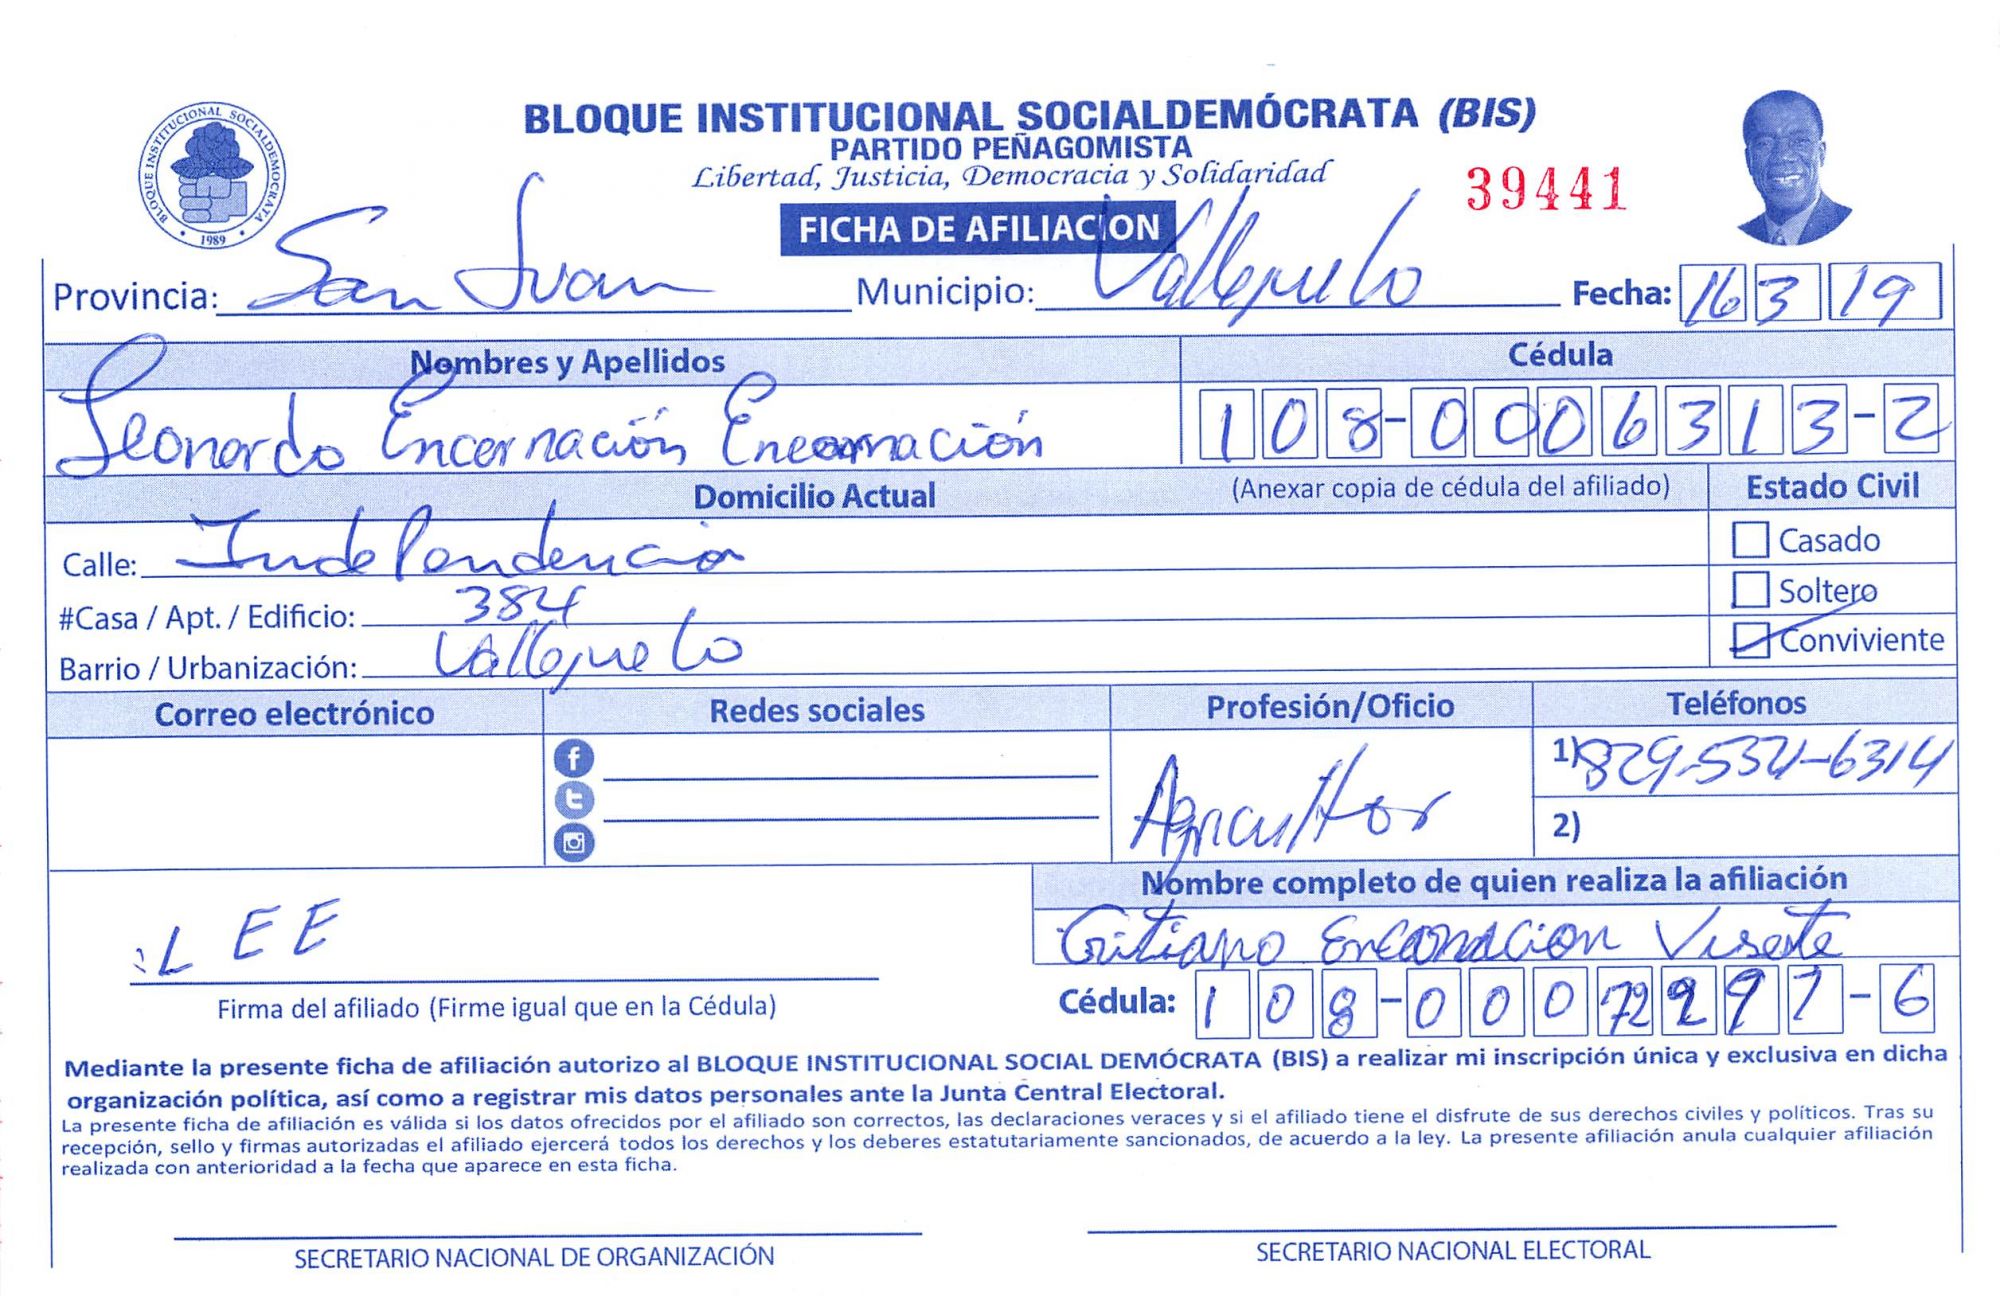 BLOQUE INSTITUCIONAL SOCIALDEMÓCRATA (BIS)
PARTIDO PEÑAGOMISTA
Libertad, Justicia, Democracia y Solidaridad
BLOQUE INSTITUCIONAL SOCIALDEMOCRATA
1989
39441
FICHA DE AFILIACION
Provincia: San Juan Municipio: Vallejuelo Fecha: 16 3 19
Nombres y Apellidos Cédula
Leonardo Encarnación Encarnación 108-0006313-2
Domicilio Actual (Anexar copia de cédula del afiliado) Estado Civil
Calle: Independencia Casado
#Casa / Apt. / Edificio: 384 Soltero
Barrio / Urbanización: Vallejuelo Conviviente
Correo electrónico Redes sociales Profesión/Oficio Teléfonos
Agricultor 1) 829-534-6314
2)
Nombre completo de quien realiza la afiliación
LEE Encarnacion
Firma del afiliado (Firme igual que en la Cédula) Cédula: 108-000 97-6
Mediante la presente ficha de afiliación autorizo al BLOQUE INSTITUCIONAL SOCIAL DEMÓCRATA (BIS) a realizar mi inscripción única y exclusiva en dicha
organización política, así como a registrar mis datos personales ante la Junta Central Electoral.
La presente ficha de afiliación es válida si los datos ofrecidos por el afiliado son correctos, las declaraciones veraces y si el afiliado tiene el disfrute de sus derechos civiles y políticos. Tras su
recepción, sello y firmas autorizadas el afiliado ejercerá todos los derechos y los deberes estatutariamente sancionados, de acuerdo a la ley. La presente afiliación anula cualquier afiliación
realizada con anterioridad a la fecha que aparece en esta ficha.
SECRETARIO NACIONAL DE ORGANIZACIÓN SECRETARIO NACIONAL ELECTORAL